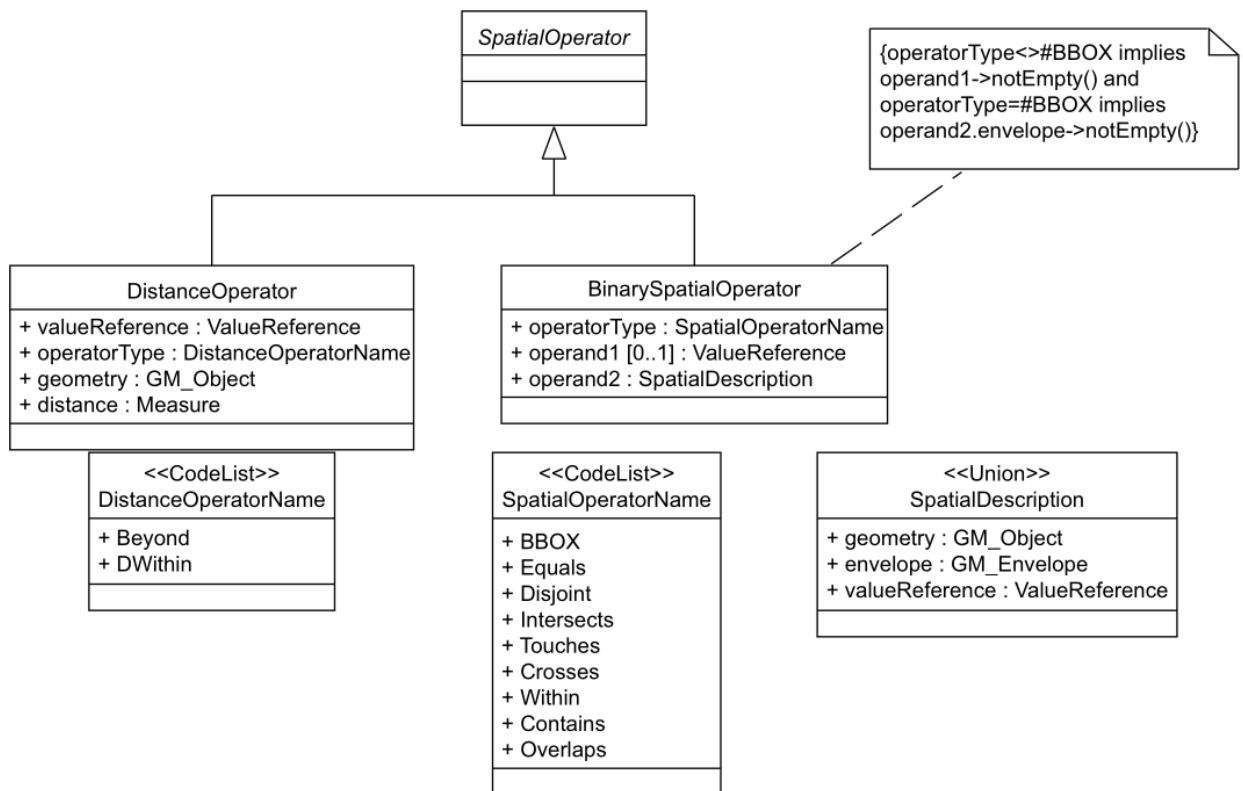 SpatialOperator
{operatorType<>#BBOX implies
operand1->notEmpty() and
operatorType=#BBOX implies
operand2.envelope->notEmpty()}
DistanceOperator
+ valueReference : ValueReference
+ operatorType : DistanceOperatorName
+ geometry : GM_Object
+ distance : Measure
BinarySpatialOperator
+ operatorType : SpatialOperatorName
+ operand1 [0..1] : ValueReference
+ operand2 : SpatialDescription
<<CodeList>>
DistanceOperatorName
+ Beyond
+ DWithin
<<CodeList>>
SpatialOperatorName
+ BBOX
+ Equals
+ Disjoint
+ Intersects
+ Touches
+ Crosses
+ Within
+ Contains
+ Overlaps
<<Union>>
SpatialDescription
+ geometry : GM_Object
+ envelope : GM_Envelope
+ valueReference : ValueReference